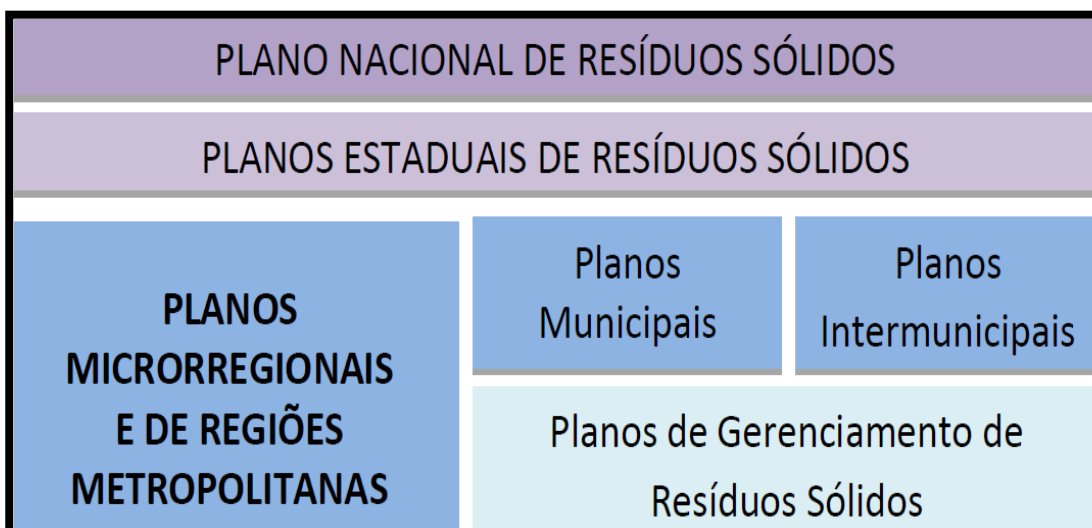 PLANO NACIONAL DE RESÍDUOS SÓLIDOS
PLANOS ESTADUAIS DE RESÍDUOS SÓLIDOS
PLANOS
MICRORREGIONAIS
E DE REGIÕES
METROPOLITANAS
Planos
Municipais
Planos
Intermunicipais
Planos de Gerenciamento de
Resíduos Sólidos